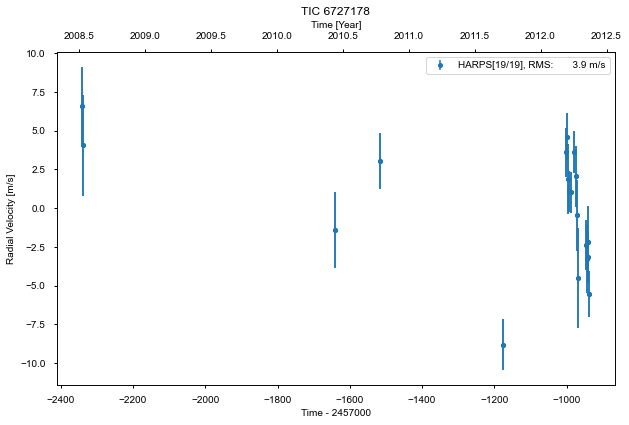 TIC 6727178
Time [Year]
2008.5 2009.0 2009.5 2010.0 2010.5 2011.0 2011.5 2012.0 2012.5
HARPS[19/19], RMS: 3.9 m/s
10.0
7.5
5.0
2.5
0.0
−2.5
−5.0
−7.5
−10.0
Radial Velocity [m/s]
−2400 −2200 −2000 −1800 −1600 −1400 −1200 −1000
Time - 2457000